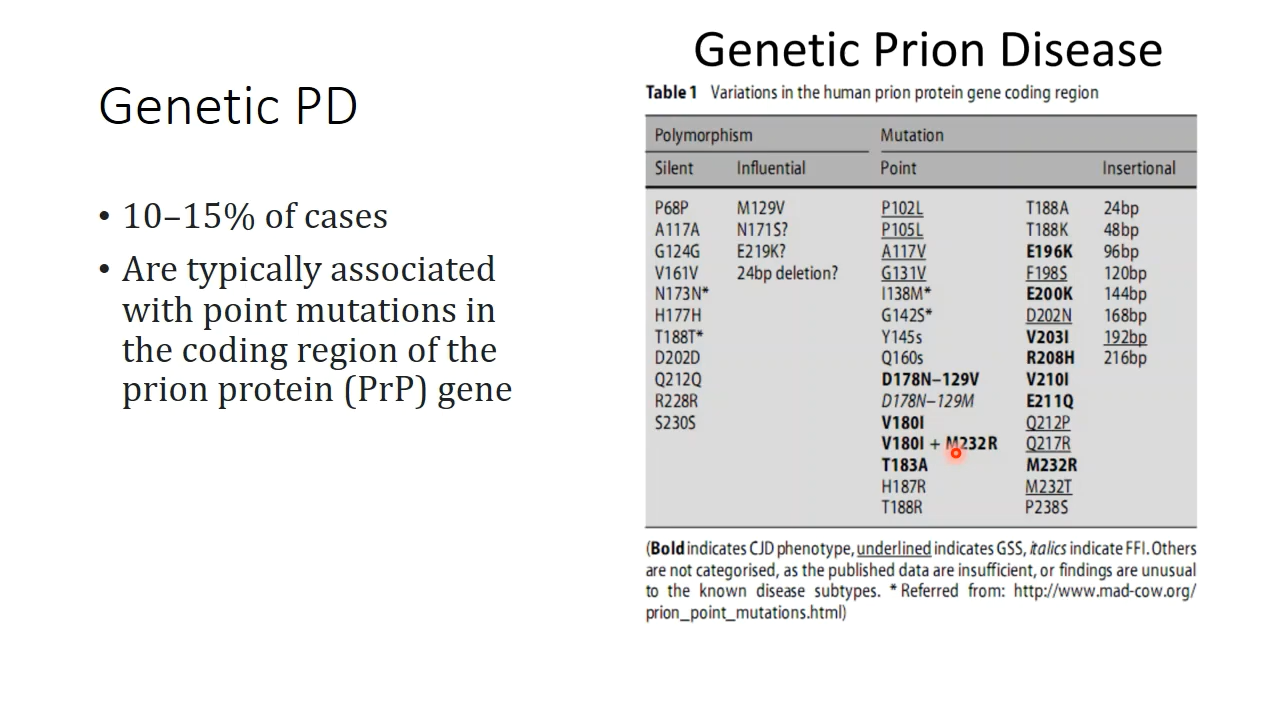 Genetic PD
• 10–15% of cases
• Are typically associated
with point mutations in
the coding region of the
prion protein (PrP) gene
Genetic Prion Disease
Table 1 Variations in the human prion protein gene coding region
Polymorphism Mutation
Silent Influential Point Insertional
P68P M129V P102L T188A 24bp
A117A N171S? P105L T188K 48bp
G124G E219K? A117V E196K 96bp
V161V 24bp deletion? G131V F198S 120bp
N173N* I138M* E200K 144bp
H177H G142S* D202N 168bp
T188T* Y145s V203I 192bp
D202D Q160s R208H 216bp
Q212Q D178N–129V V210I
R228R D178N–129M E211Q
S230S V180I Q212P
V180I + M232R Q217R
T183A M232R
H187R M232T
T188R P238S
(Bold indicates CJD phenotype, underlined indicates GSS, italics indicate FFI. Others
are not categorised, as the published data are insufficient, or findings are unusual
to the known disease subtypes. * Referred from: http://www.mad-cow.org/
prion_point_mutations.html)